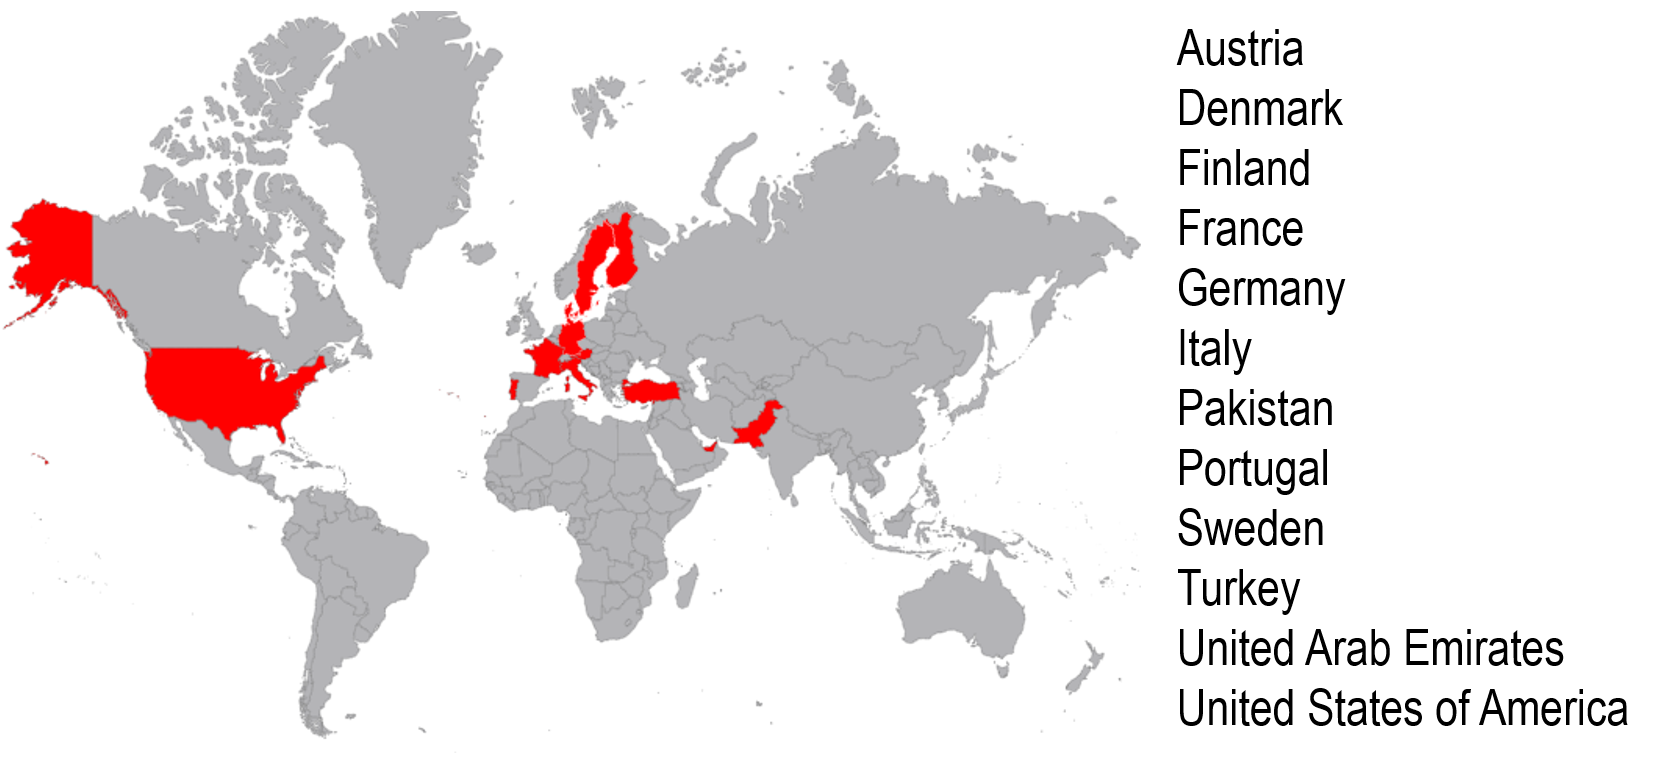 Austria
Denmark
Finland
France
Germany
Italy
Pakistan
Portugal
Sweden
Turkey
United Arab Emirates
United States of America